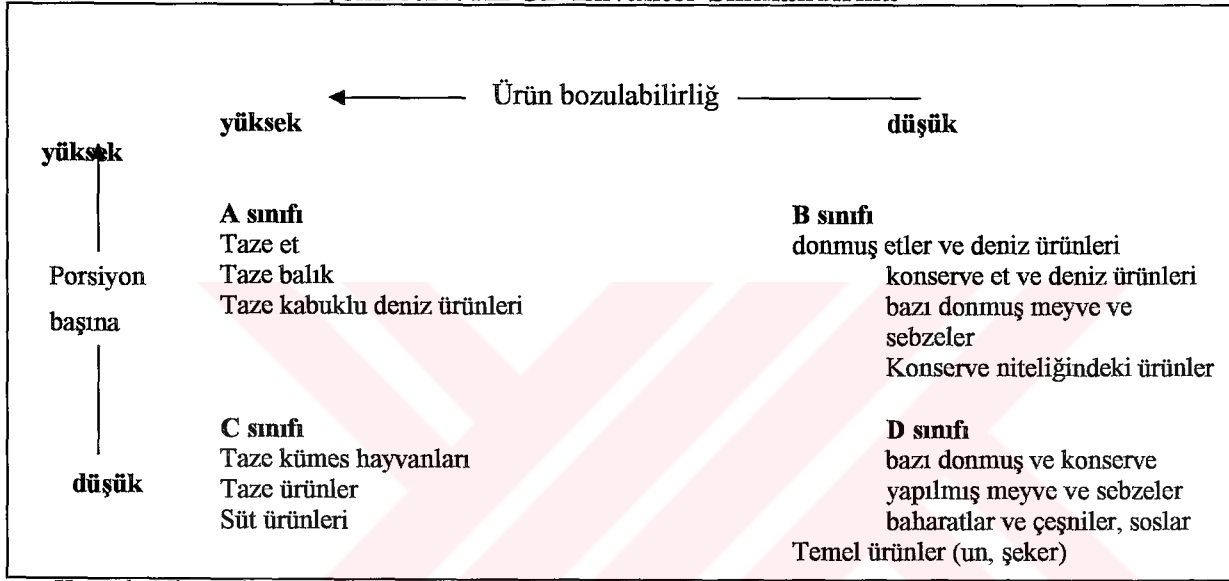 Ürün bozulabilirliğ
yüksek
düşük
yüksek
A sınıfı
Taze et
Taze balık
Taze kabuklu deniz ürünleri
B sınıfı
donmuş etler ve deniz ürünleri
konserve et ve deniz ürünleri
bazı donmuş meyve ve
sebzeler
Konserve niteliğindeki ürünler
Porsiyon
başına
düşük
C sınıfı
Taze kümes hayvanları
Taze ürünler
Süt ürünleri
D sınıfı
bazı donmuş ve konserve
yapılmış meyve ve sebzeler
baharatlar ve çeşniler, soslar
Temel ürünler (un, şeker)